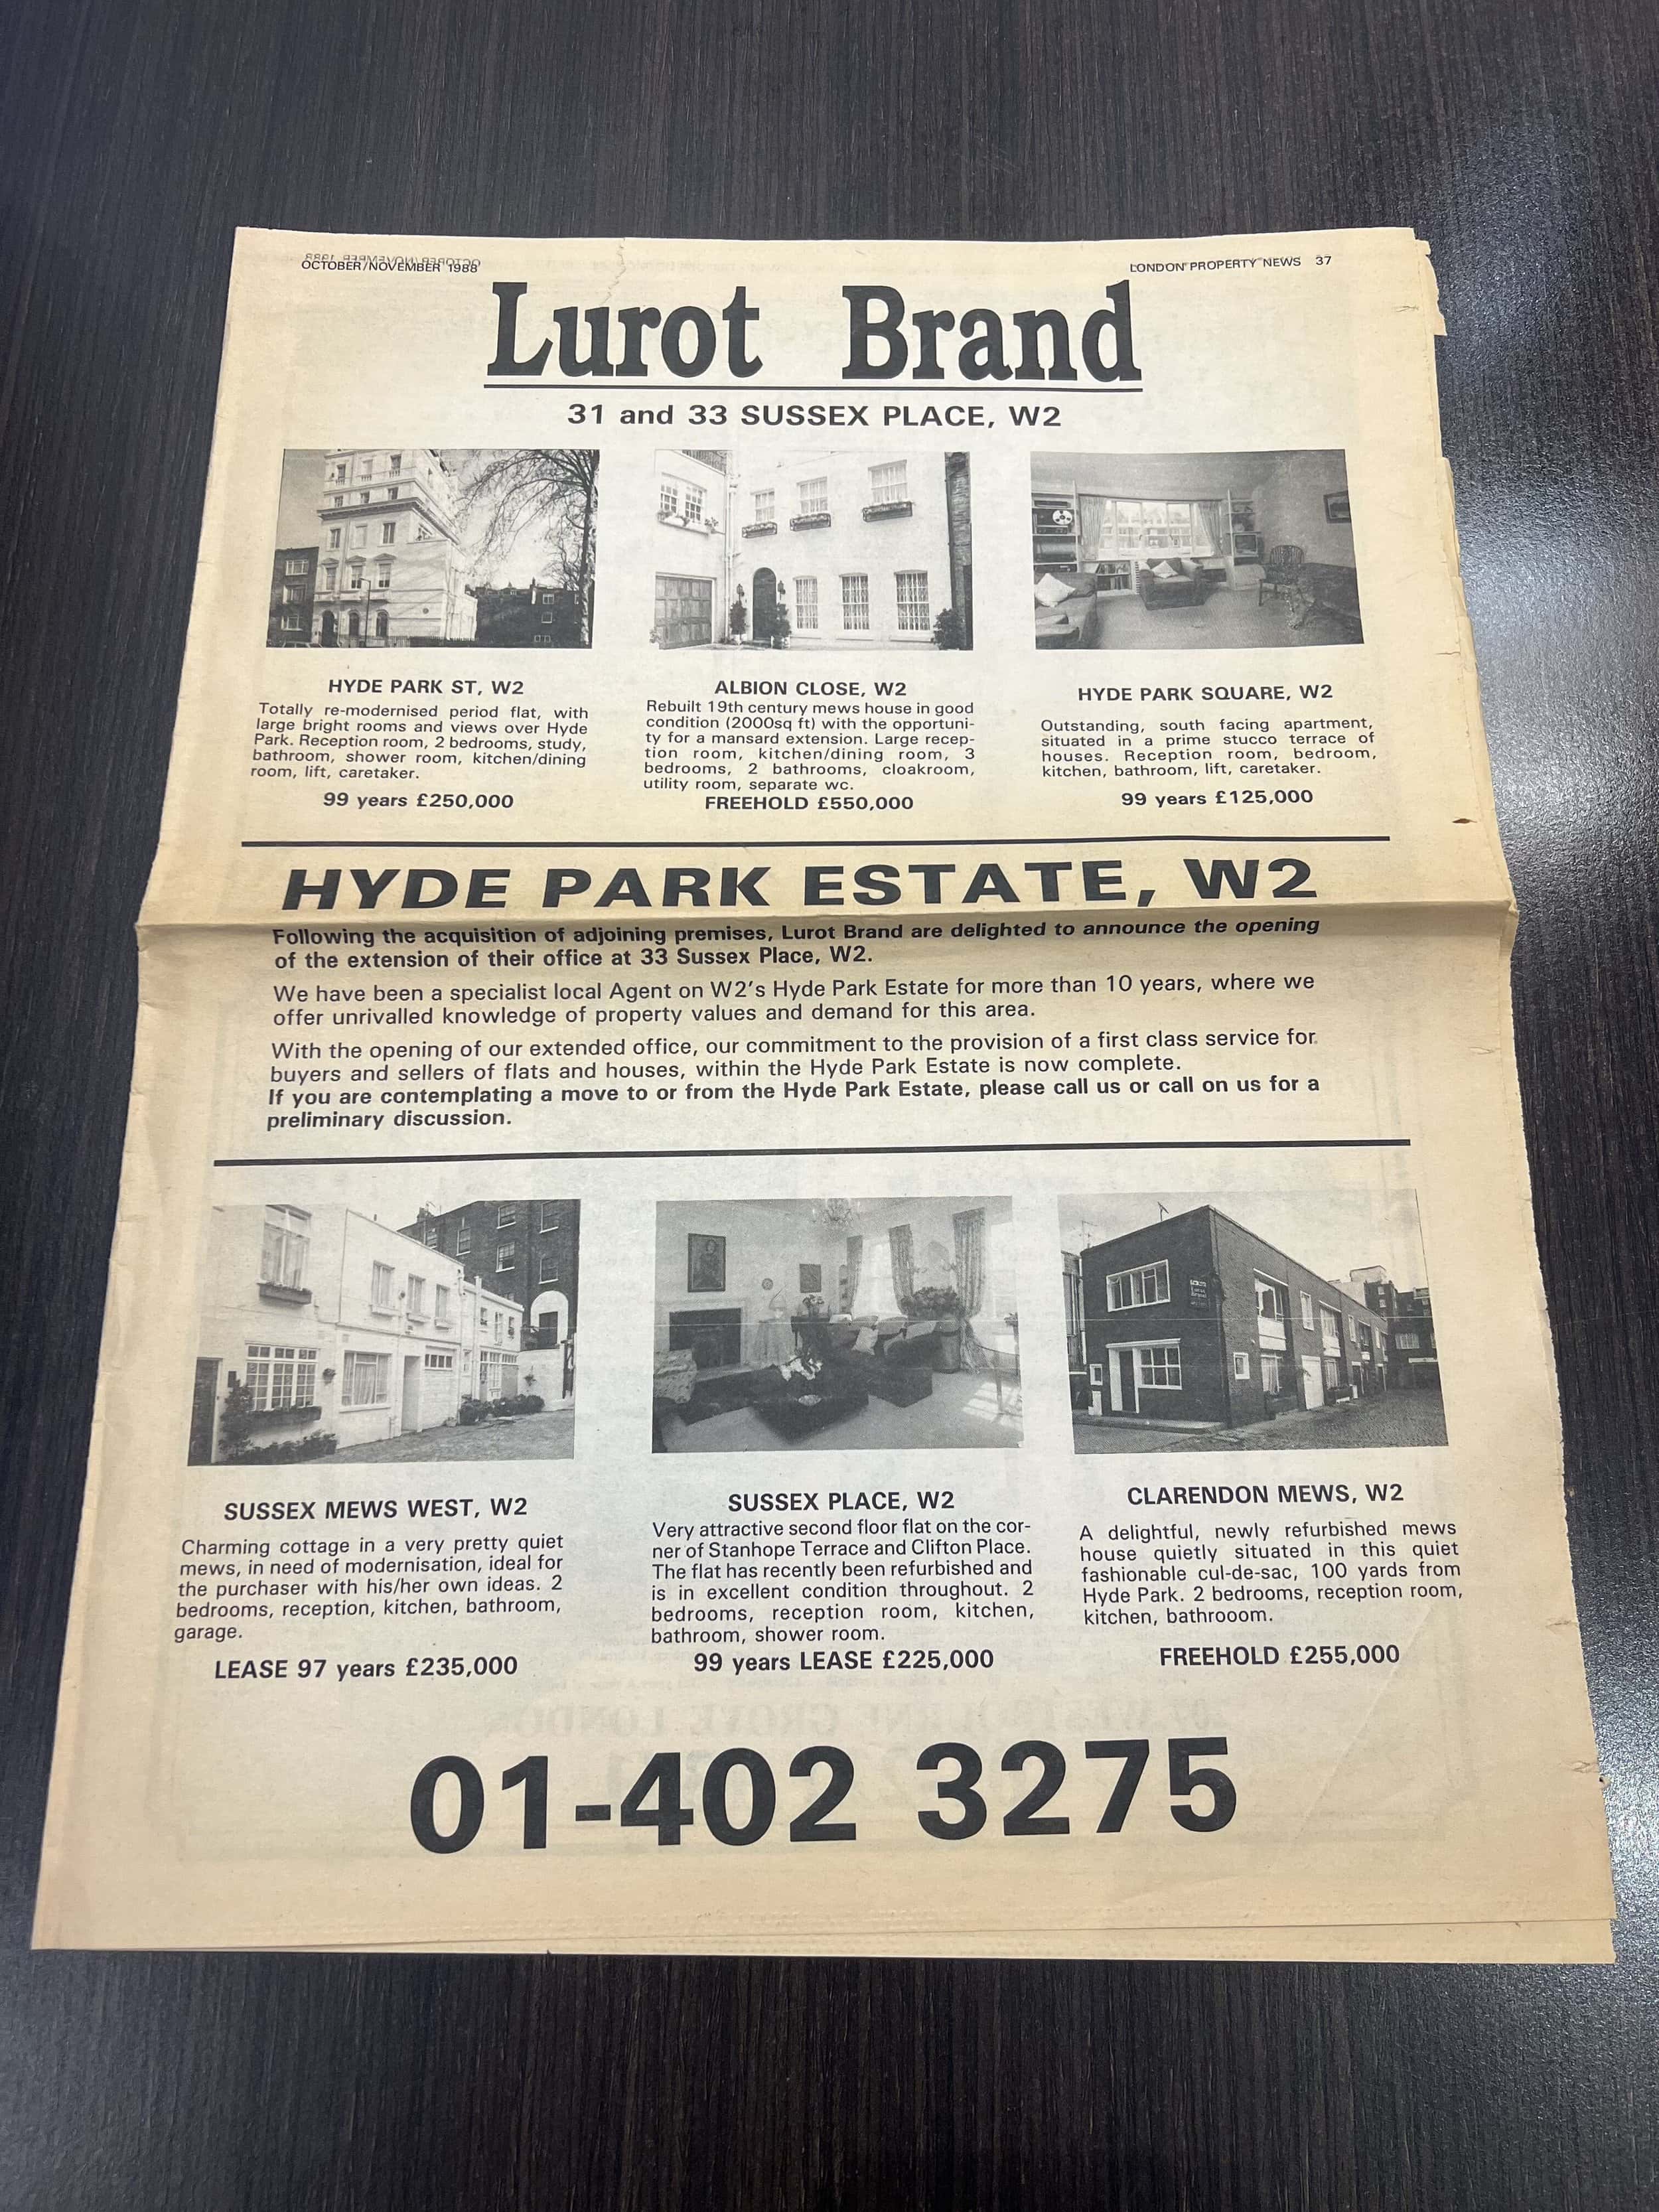 OCTOBER/NOVEMBER 1988
LONDON PROPERTY NEWS 37
Lurot Brand
31 and 33 SUSSEX PLACE, W2
HYDE PARK ST, W2
Totally re-modernised period flat, with
large bright rooms and views over Hyde
Park. Reception room, 2 bedrooms, study,
bathroom, shower room, kitchen/dining
room, lift, caretaker.
99 years £250,000
ALBION CLOSE, W2
Rebuilt 19th century mews house in good
condition (2000sq ft) with the opportuni-
ty for a mansard extension. Large recep-
tion room, kitchen/dining room, 3
bedrooms, 2 bathrooms, cloakroom,
utility room, separate wc.
FREEHOLD £550,000
HYDE PARK SQUARE, W2
Outstanding, south facing apartment,
situated in a prime stucco terrace of
houses. Reception room, bedroom,
kitchen, bathroom, lift, caretaker.
99 years £125,000
HYDE PARK ESTATE, W2
Following the acquisition of adjoining premises, Lurot Brand are delighted to announce the opening
of the extension of their office at 33 Sussex Place, W2.
We have been a specialist local Agent on W2's Hyde Park Estate for more than 10 years, where we
offer unrivalled knowledge of property values and demand for this area.
With the opening of our extended office, our commitment to the provision of a first class service for
buyers and sellers of flats and houses, within the Hyde Park Estate is now complete.
If you are contemplating a move to or from the Hyde Park Estate, please call us or call on us for a
preliminary discussion.
SUSSEX MEWS WEST, W2
Charming cottage in a very pretty quiet
mews, in need of modernisation, ideal for
the purchaser with his/her own ideas. 2
bedrooms, reception, kitchen, bathroom,
garage.
LEASE 97 years £235,000
SUSSEX PLACE, W2
Very attractive second floor flat on the cor-
ner of Stanhope Terrace and Clifton Place.
The flat has recently been refurbished and
is in excellent condition throughout. 2
bedrooms, reception room, kitchen,
bathroom, shower room.
99 years LEASE £225,000
CLARENDON MEWS, W2
A delightful, newly refurbished mews
house quietly situated in this quiet
fashionable cul-de-sac, 100 yards from
Hyde Park. 2 bedrooms, reception room,
kitchen, bathrooom.
FREEHOLD £255,000
01-402 3275